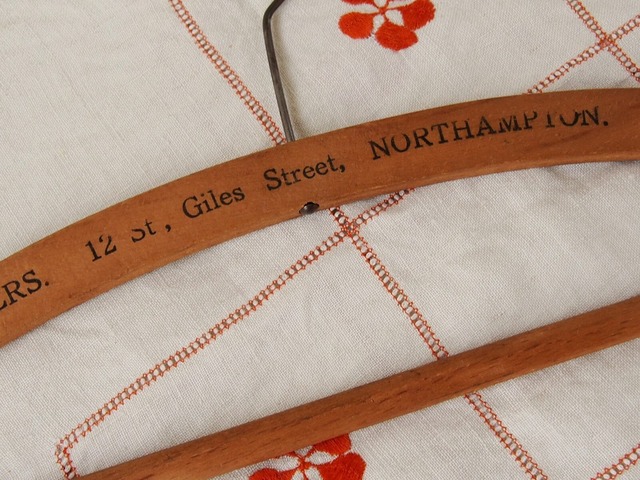 ERS. 12 St, Giles Street, NORTHAMPTON.